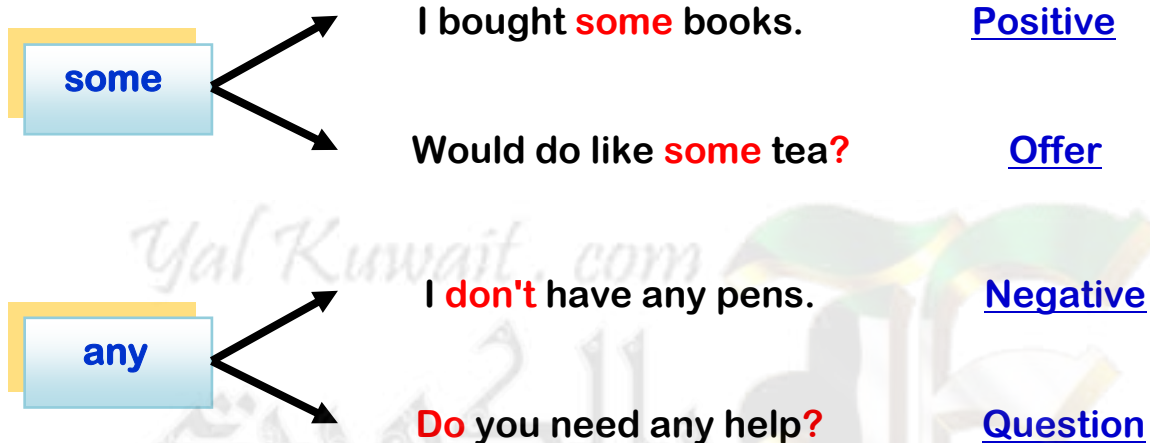 I bought some books. Positive
some
Would do like some tea? Offer
Yal Kuwait . com
I don't have any pens. Negative
any
Do you need any help? Question